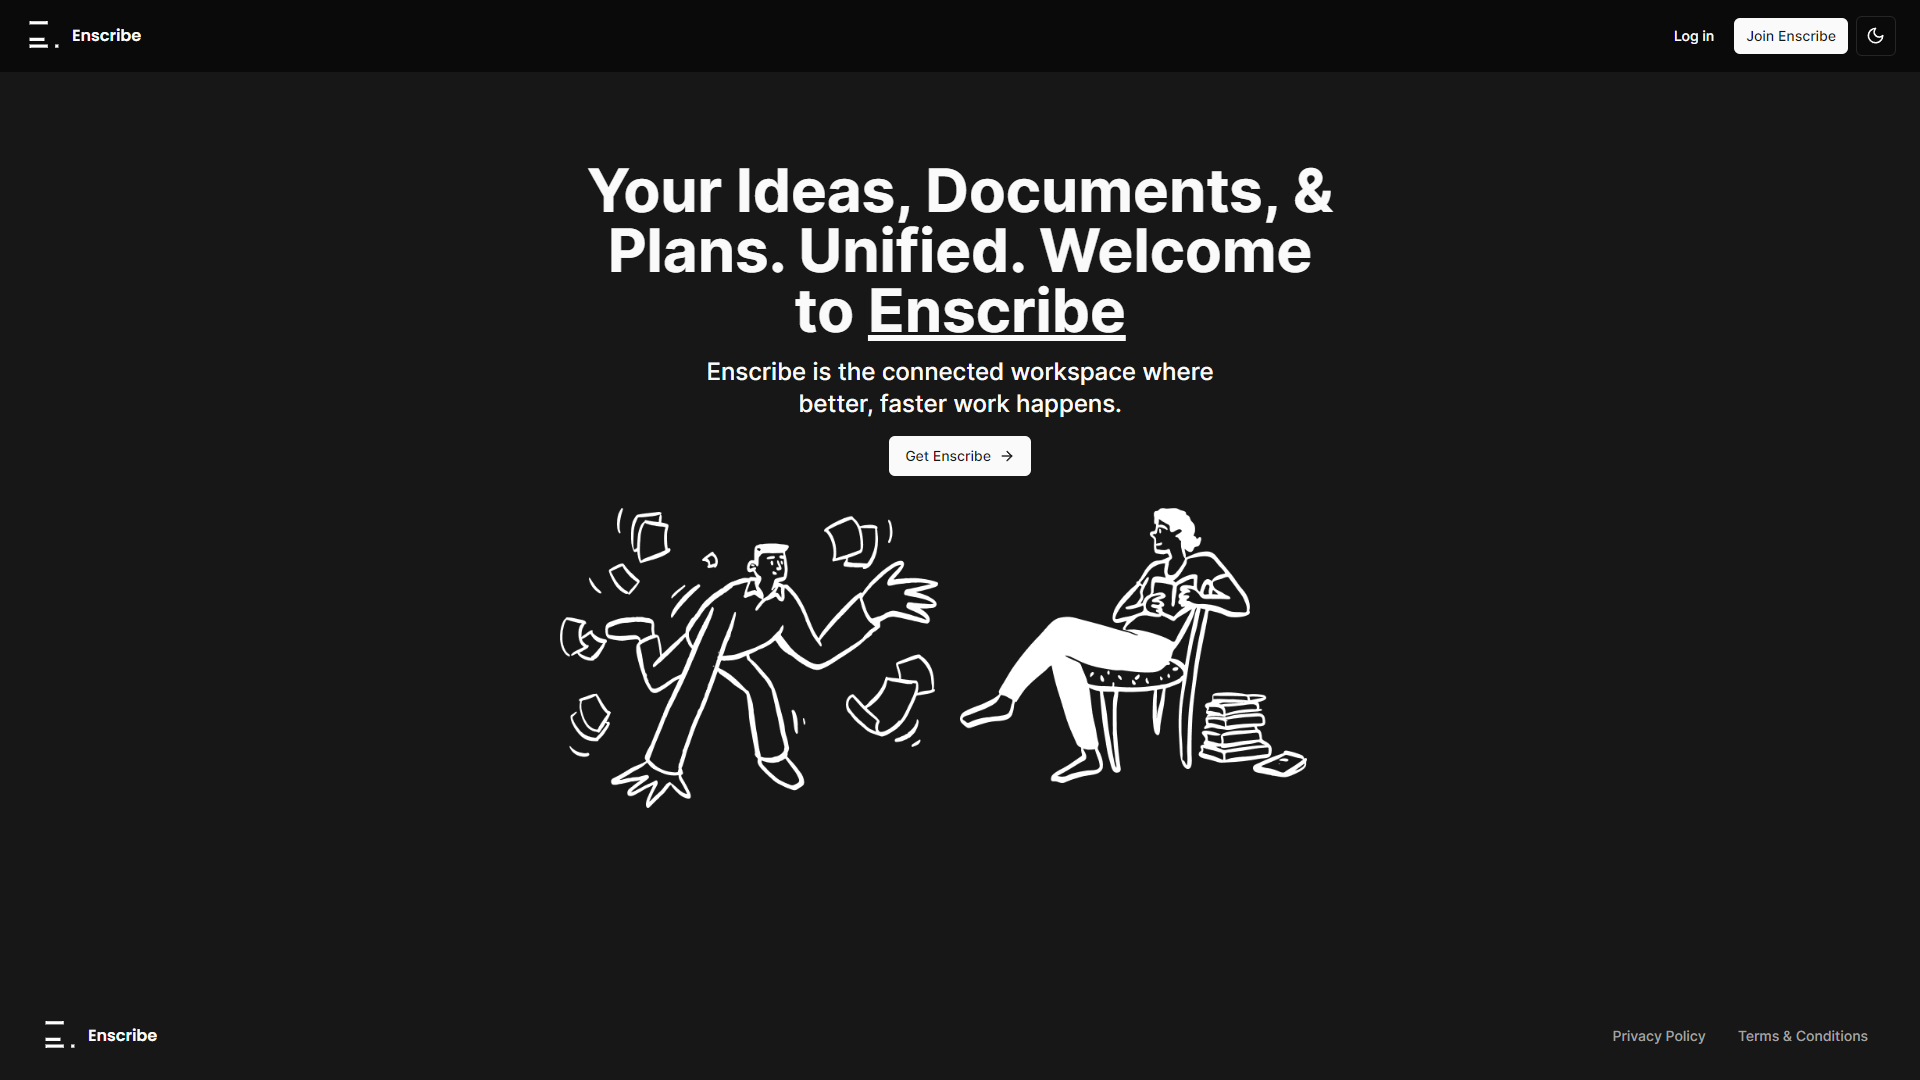 Enscribe
Log in
Join Enscribe
Your Ideas, Documents, &
Plans. Unified. Welcome
to Enscribe
Enscribe is the connected workspace where
better, faster work happens.
Get Enscribe
Enscribe
Privacy Policy
Terms & Conditions